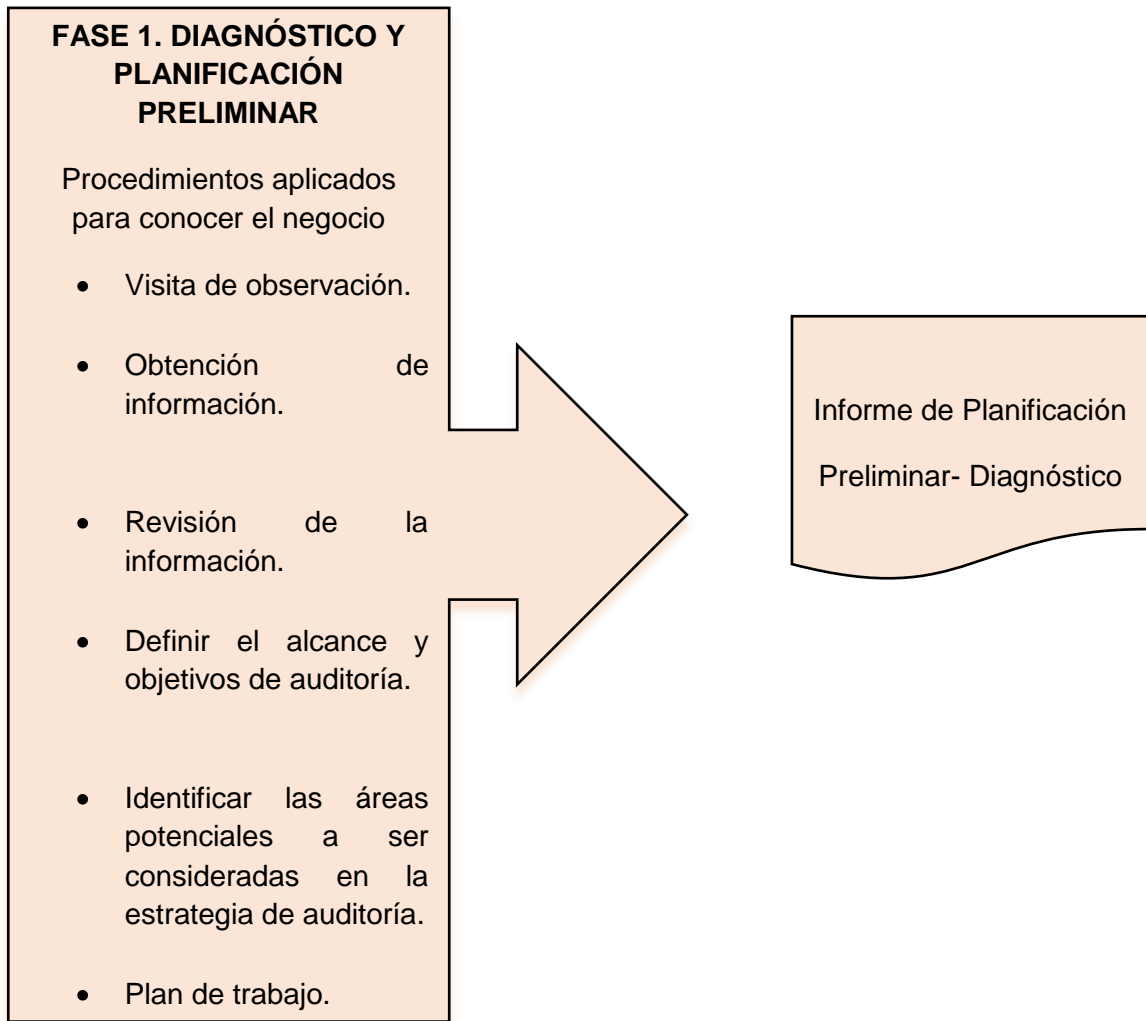 FASE 1. DIAGNÓSTICO Y
PLANIFICACIÓN
PRELIMINAR
Procedimientos aplicados
para conocer el negocio
• Visita de observación.
• Obtención de
información.
• Revisión de la
información.
• Definir el alcance y
objetivos de auditoría.
• Identificar las áreas
potenciales a ser
consideradas en la
estrategia de auditoría.
• Plan de trabajo.
Informe de Planificación
Preliminar- Diagnóstico